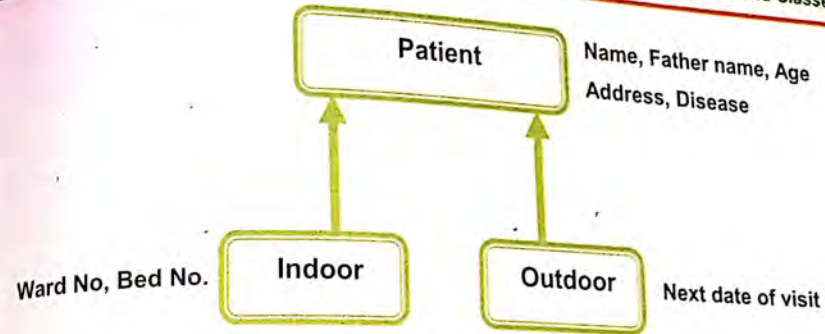 Patient
Name, Father name, Age
Address, Disease
Ward No, Bed No.
Indoor
Outdoor
Next date of visit